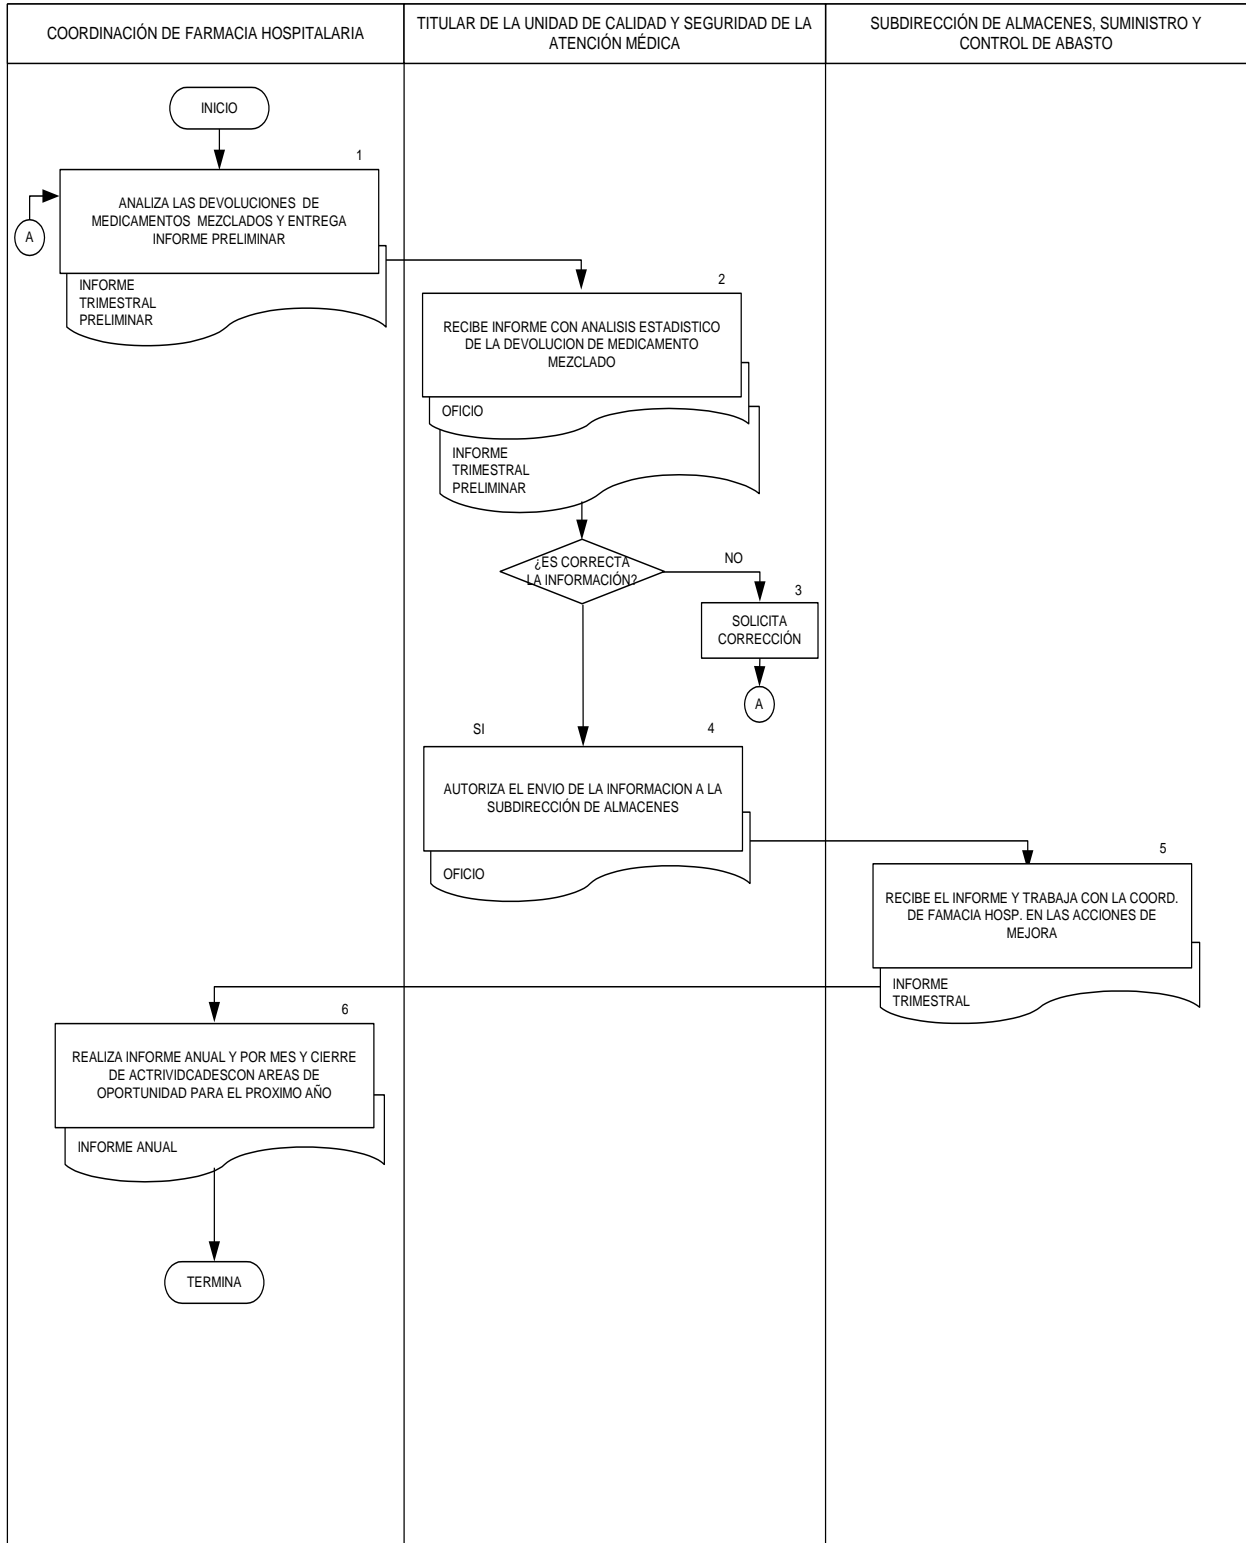 COORDINACIÓN DE FARMACIA HOSPITALARIA
TITULAR DE LA UNIDAD DE CALIDAD Y SEGURIDAD DE LA
ATENCIÓN MÉDICA
SUBDIRECCIÓN DE ALMACENES, SUMINISTRO Y
CONTROL DE ABASTO
INICIO
1
ANALIZA LAS DEVOLUCIONES DE
MEDICAMENTOS MEZCLADOS Y ENTREGA
INFORME PRELIMINAR
A
INFORME
TRIMESTRAL
PRELIMINAR
2
RECIBE INFORME CON ANALISIS ESTADISTICO
DE LA DEVOLUCION DE MEDICAMENTO
MEZCLADO
OFICIO
INFORME
TRIMESTRAL
PRELIMINAR
¿ES CORRECTA
LA INFORMACIÓN?
NO
3
SOLICITA
CORRECCIÓN
A
SI
4
AUTORIZA EL ENVIO DE LA INFORMACION A LA
SUBDIRECCIÓN DE ALMACENES
OFICIO
5
RECIBE EL INFORME Y TRABAJA CON LA COORD.
DE FAMACIA HOSP. EN LAS ACCIONES DE
MEJORA
INFORME
TRIMESTRAL
6
REALIZA INFORME ANUAL Y POR MES Y CIERRE
DE ACTRIVIDCADESCON AREAS DE
OPORTUNIDAD PARA EL PROXIMO AÑO
INFORME ANUAL
TERMINA